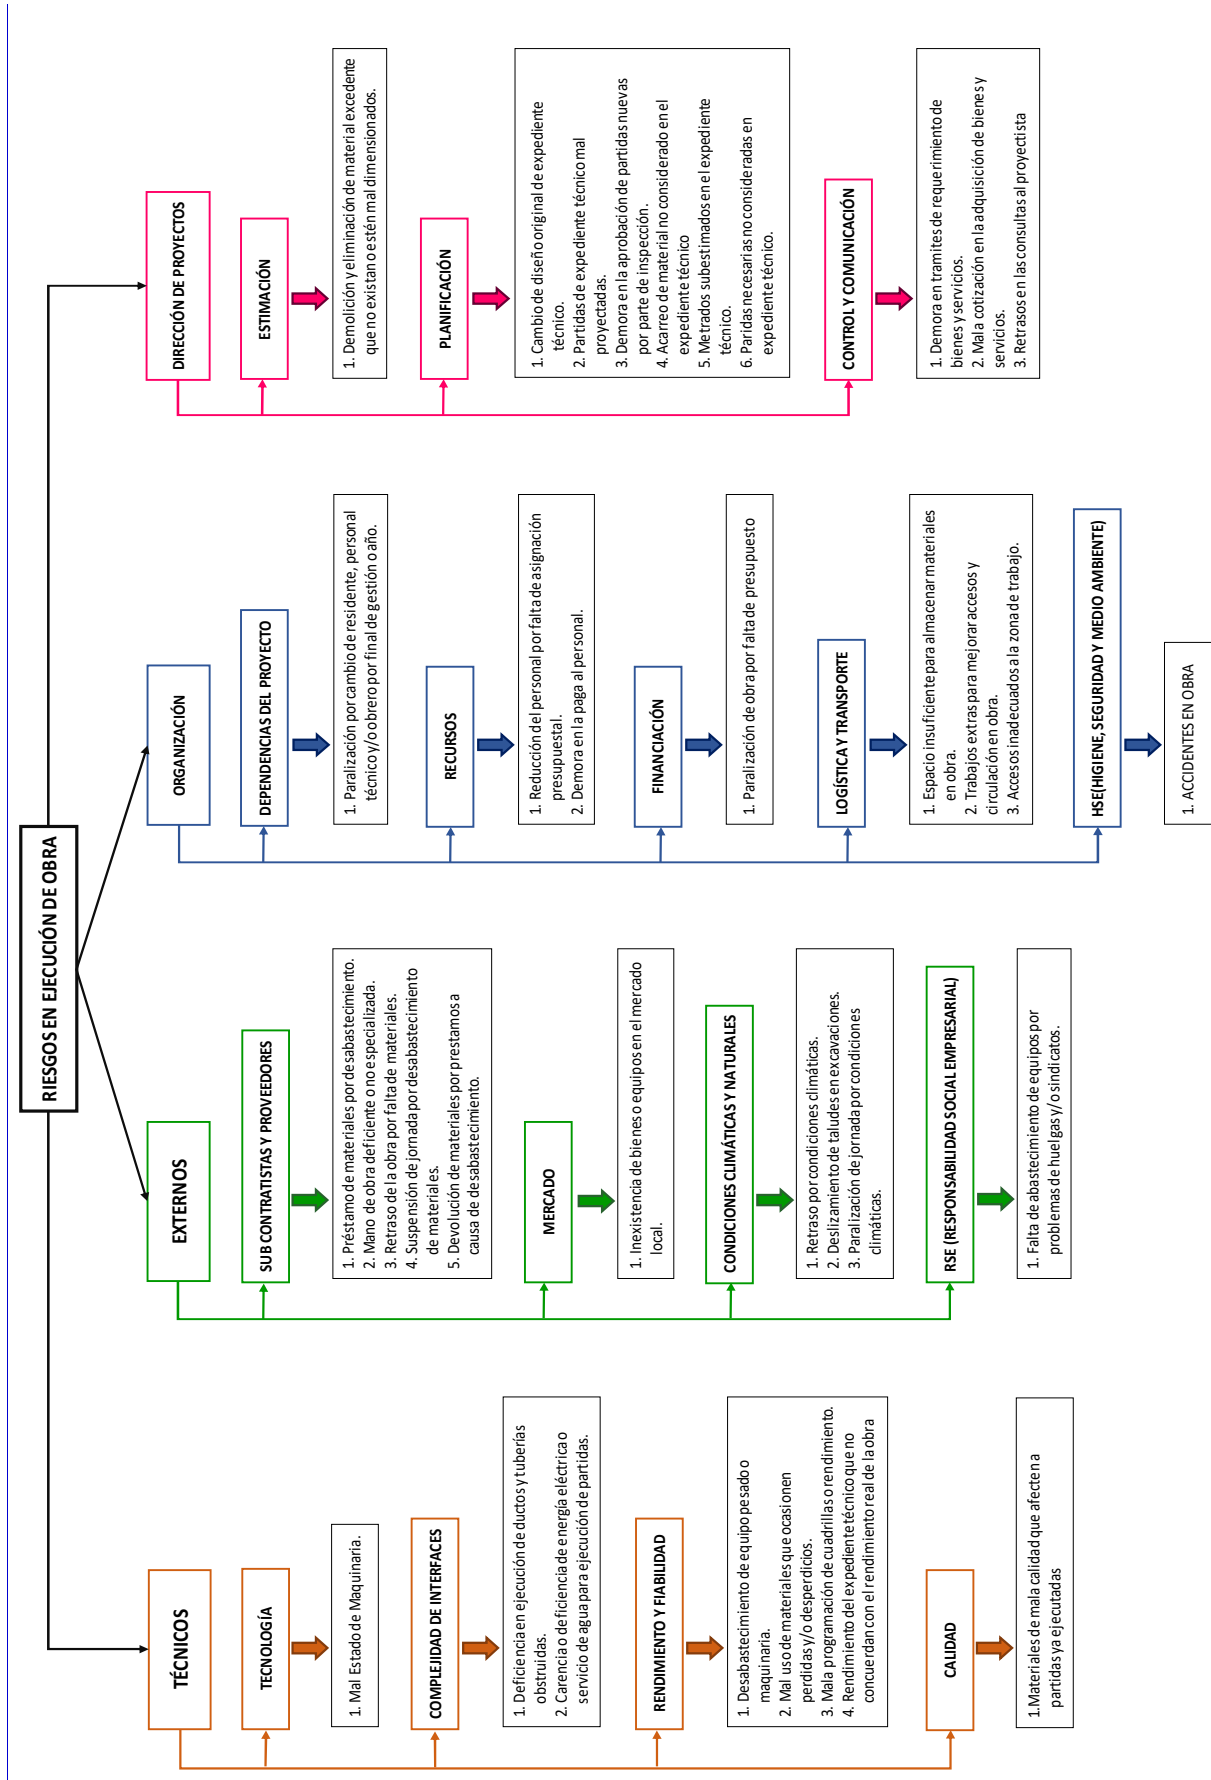 RIESGOS EN EJECUCIÓN DE OBRA
TÉCNICOS
TECNOLOGÍA
1. Mal Estado de Maquinaria.
COMPLEJIDAD DE INTERFACES
1. Deficiencia en ejecución de ductos y tuberías
obstruidas.
2. Carencia o deficiencia de energía eléctrica o
servicio de agua para ejecución de partidas.
RENDIMIENTO Y FIABILIDAD
1. Desabastecimiento de equipo pesado o
maquinaria.
2. Mal uso de materiales que ocasionen
perdidas y/o desperdicios.
3. Mala programación de cuadrillas o rendimiento.
4. Rendimiento del expediente técnico que no
concuerdan con el rendimiento real de la obra
CALIDAD
1.Materiales de mala calidad que afecten a
partidas ya ejecutadas
EXTERNOS
SUB CONTRATISTAS Y PROVEEDORES
1. Préstamo de materiales por desabastecimiento.
2. Mano de obra deficiente o no especializada.
3. Retraso de la obra por falta de materiales.
4. Suspensión de jornada por desabastecimiento
de materiales.
5. Devolución de materiales por prestamos a
causa de desabastecimiento.
MERCADO
1. Inexistencia de bienes o equipos en el mercado
local.
CONDICIONES CLIMÁTICAS Y NATURALES
1. Retraso por condiciones climáticas.
2. Deslizamiento de taludes en excavaciones.
3. Paralización de jornada por condiciones
climáticas.
RSE (RESPONSABILIDAD SOCIAL EMPRESARIAL)
1. Falta de abastecimiento de equipos por
problemas de huelgas y/o sindicatos.
ORGANIZACIÓN
DEPENDENCIAS DEL PROYECTO
1. Paralización por cambio de residente, personal
técnico y/o obrero por final de gestión o año.
RECURSOS
1. Reducción del personal por falta de asignación
presupuestal.
2. Demora en la paga al personal.
FINANCIACIÓN
1. Paralización de obra por falta de presupuesto
LOGÍSTICA Y TRANSPORTE
1. Espacio insuficiente para almacenar materiales
en obra.
2. Trabajos extras para mejorar accesos y
circulación en obra.
3. Accesos inadecuados a la zona de trabajo.
HSE(HIGIENE, SEGURIDAD Y MEDIO AMBIENTE)
1. ACCIDENTES EN OBRA
DIRECCIÓN DE PROYECTOS
ESTIMACIÓN
1. Demolición y eliminación de material excedente
que no existan o estén mal dimensionados.
PLANIFICACIÓN
1. Cambio de diseño original de expediente
técnico.
2. Partidas de expediente técnico mal
proyectadas.
3. Demora en la aprobación de partidas nuevas
por parte de inspección.
4. Acarreo de material no considerado en el
expediente técnico
5. Metrados subestimados en el expediente
técnico.
6. Paridas necesarias no consideradas en
expediente técnico.
CONTROL Y COMUNICACIÓN
1. Demora en tramites de requerimiento de
bienes y servicios.
2. Mala cotización en la adquisición de bienes y
servicios.
3. Retrasos en las consultas al proyectista